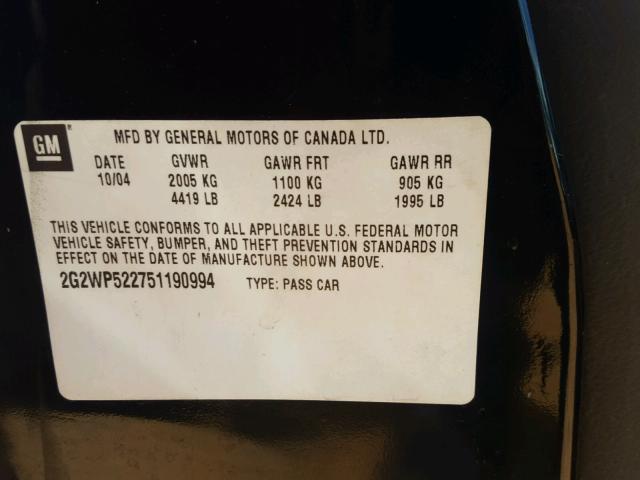 GM MFD BY GENERAL MOTORS OF CANADA LTD.
DATE GVWR GAWR FRT GAWR RR
10/04 2005 KG 1100 KG 905 KG
4419 LB 2424 LB 1995 LB
THIS VEHICLE CONFORMS TO ALL APPLICABLE U.S. FEDERAL MOTOR
VEHICLE SAFETY, BUMPER, AND THEFT PREVENTION STANDARDS IN
EFFECT ON THE DATE OF MANUFACTURE SHOWN ABOVE.
2G2WP522751190994 TYPE: PASS CAR